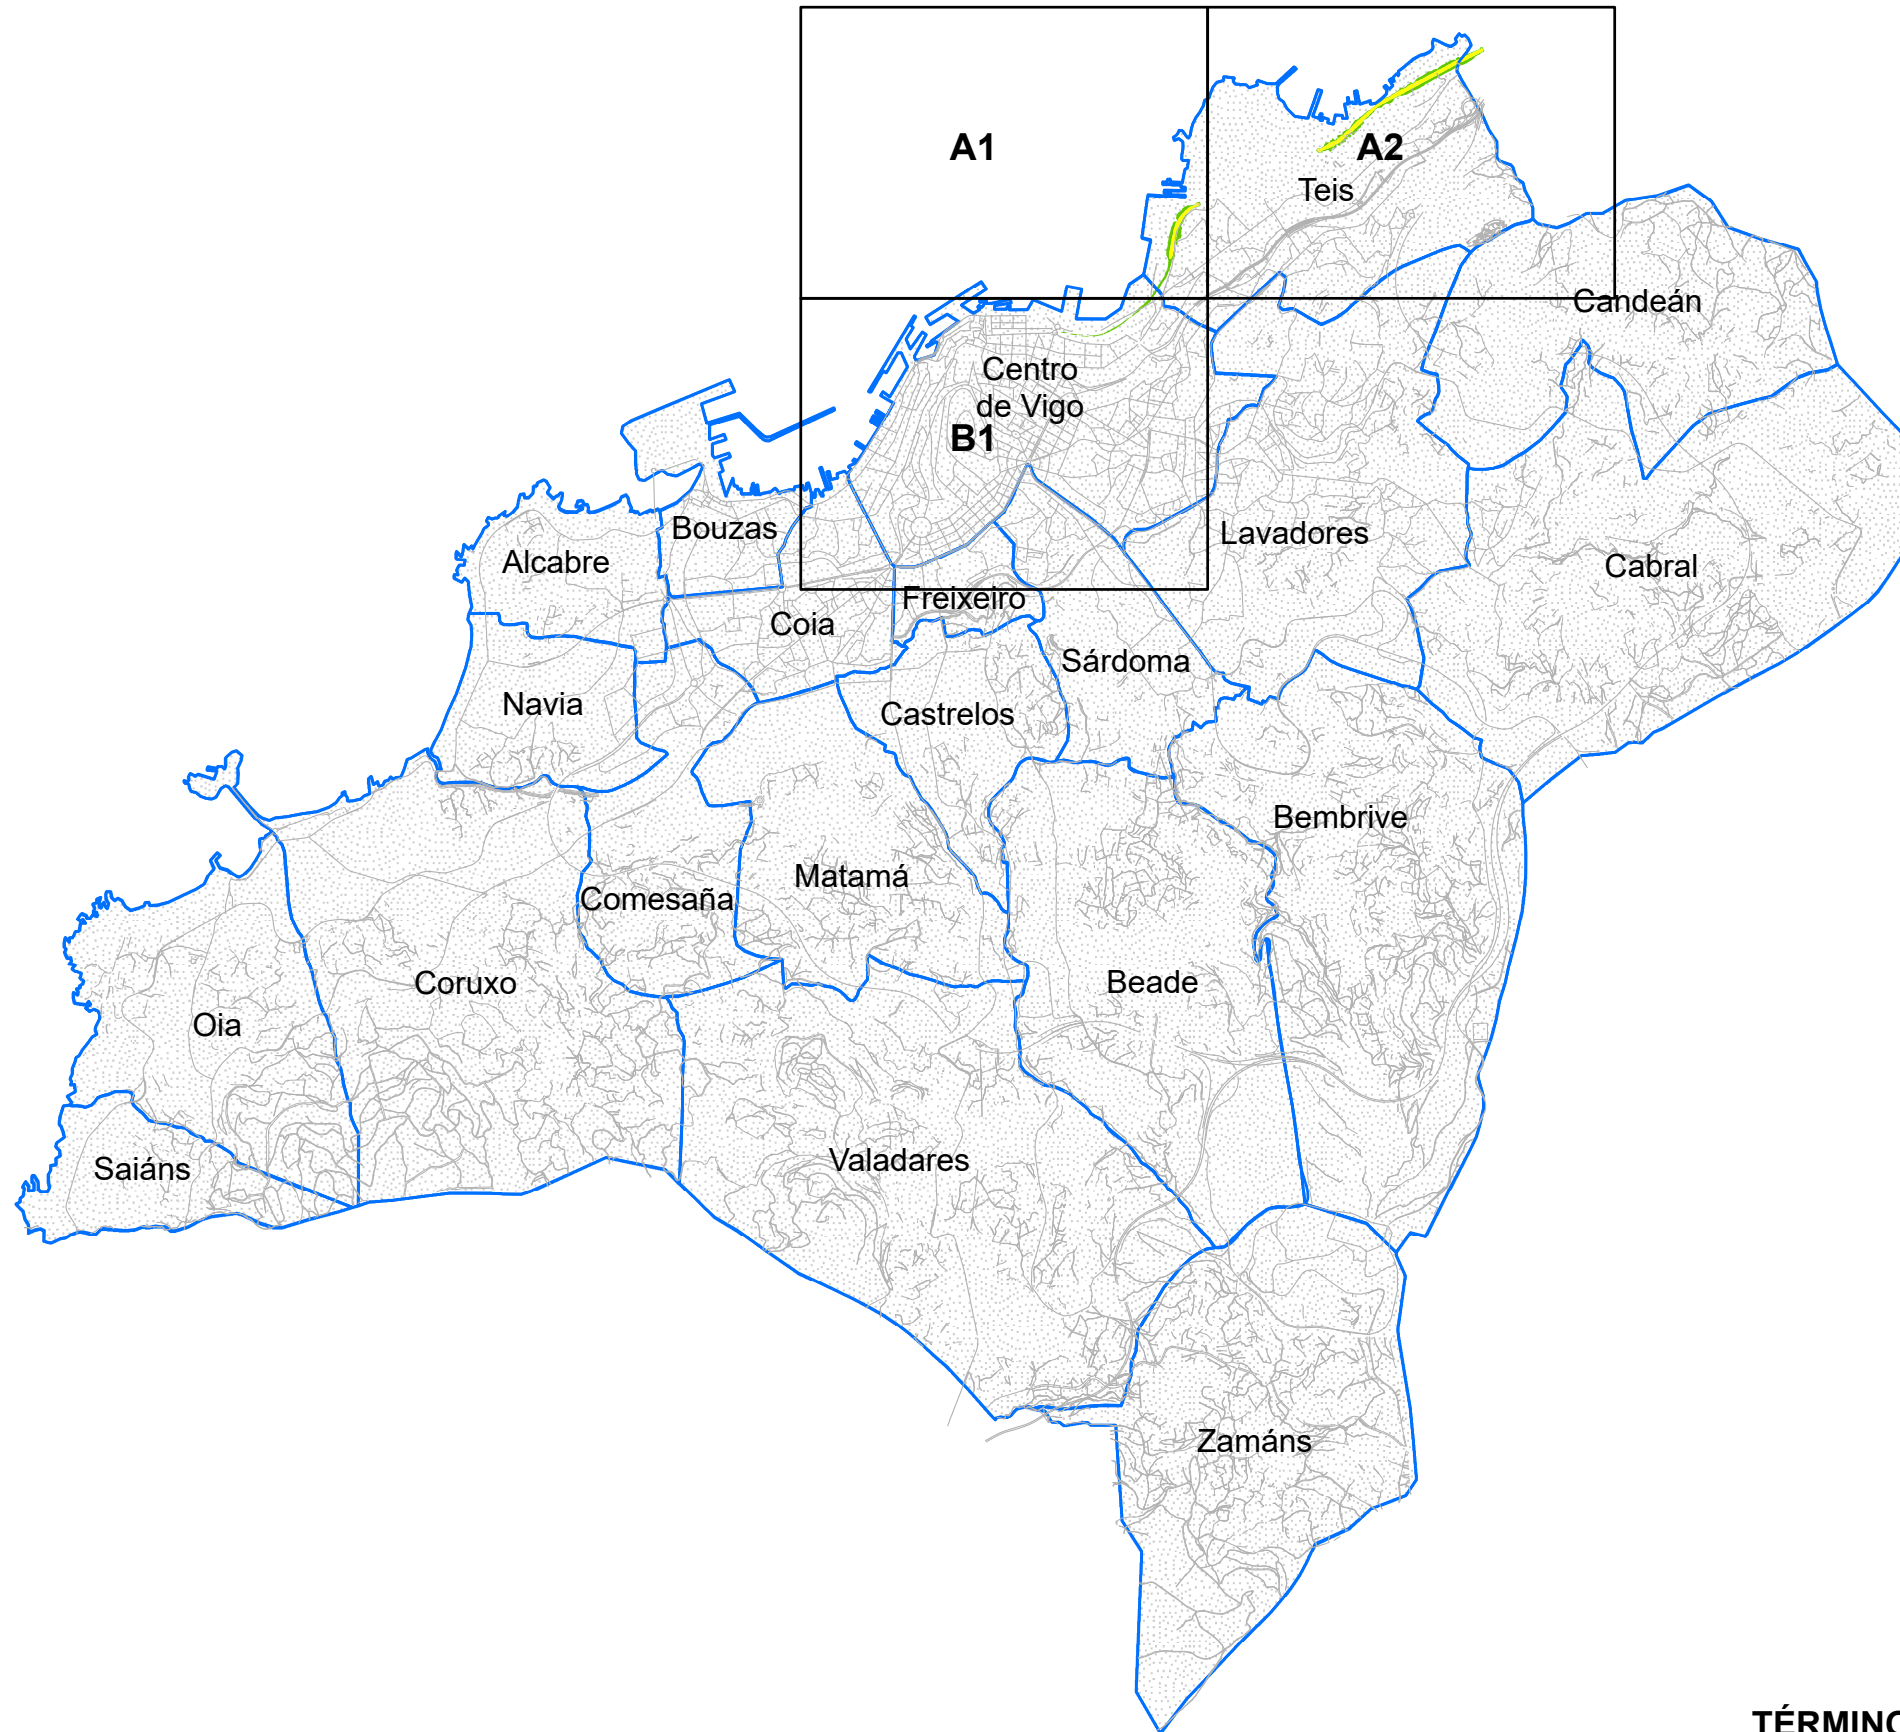 A1
A2
Teis
Candeán
Centro
de Vigo
B1
Bouzas
Lavadores
Alcabre
Cabral
Freixeiro
Coia
Sárdoma
Navia
Castrelos
Bembrive
Matamá
Comesaña
Coruxo
Beade
Oia
Valadares
Saiáns
Zamáns